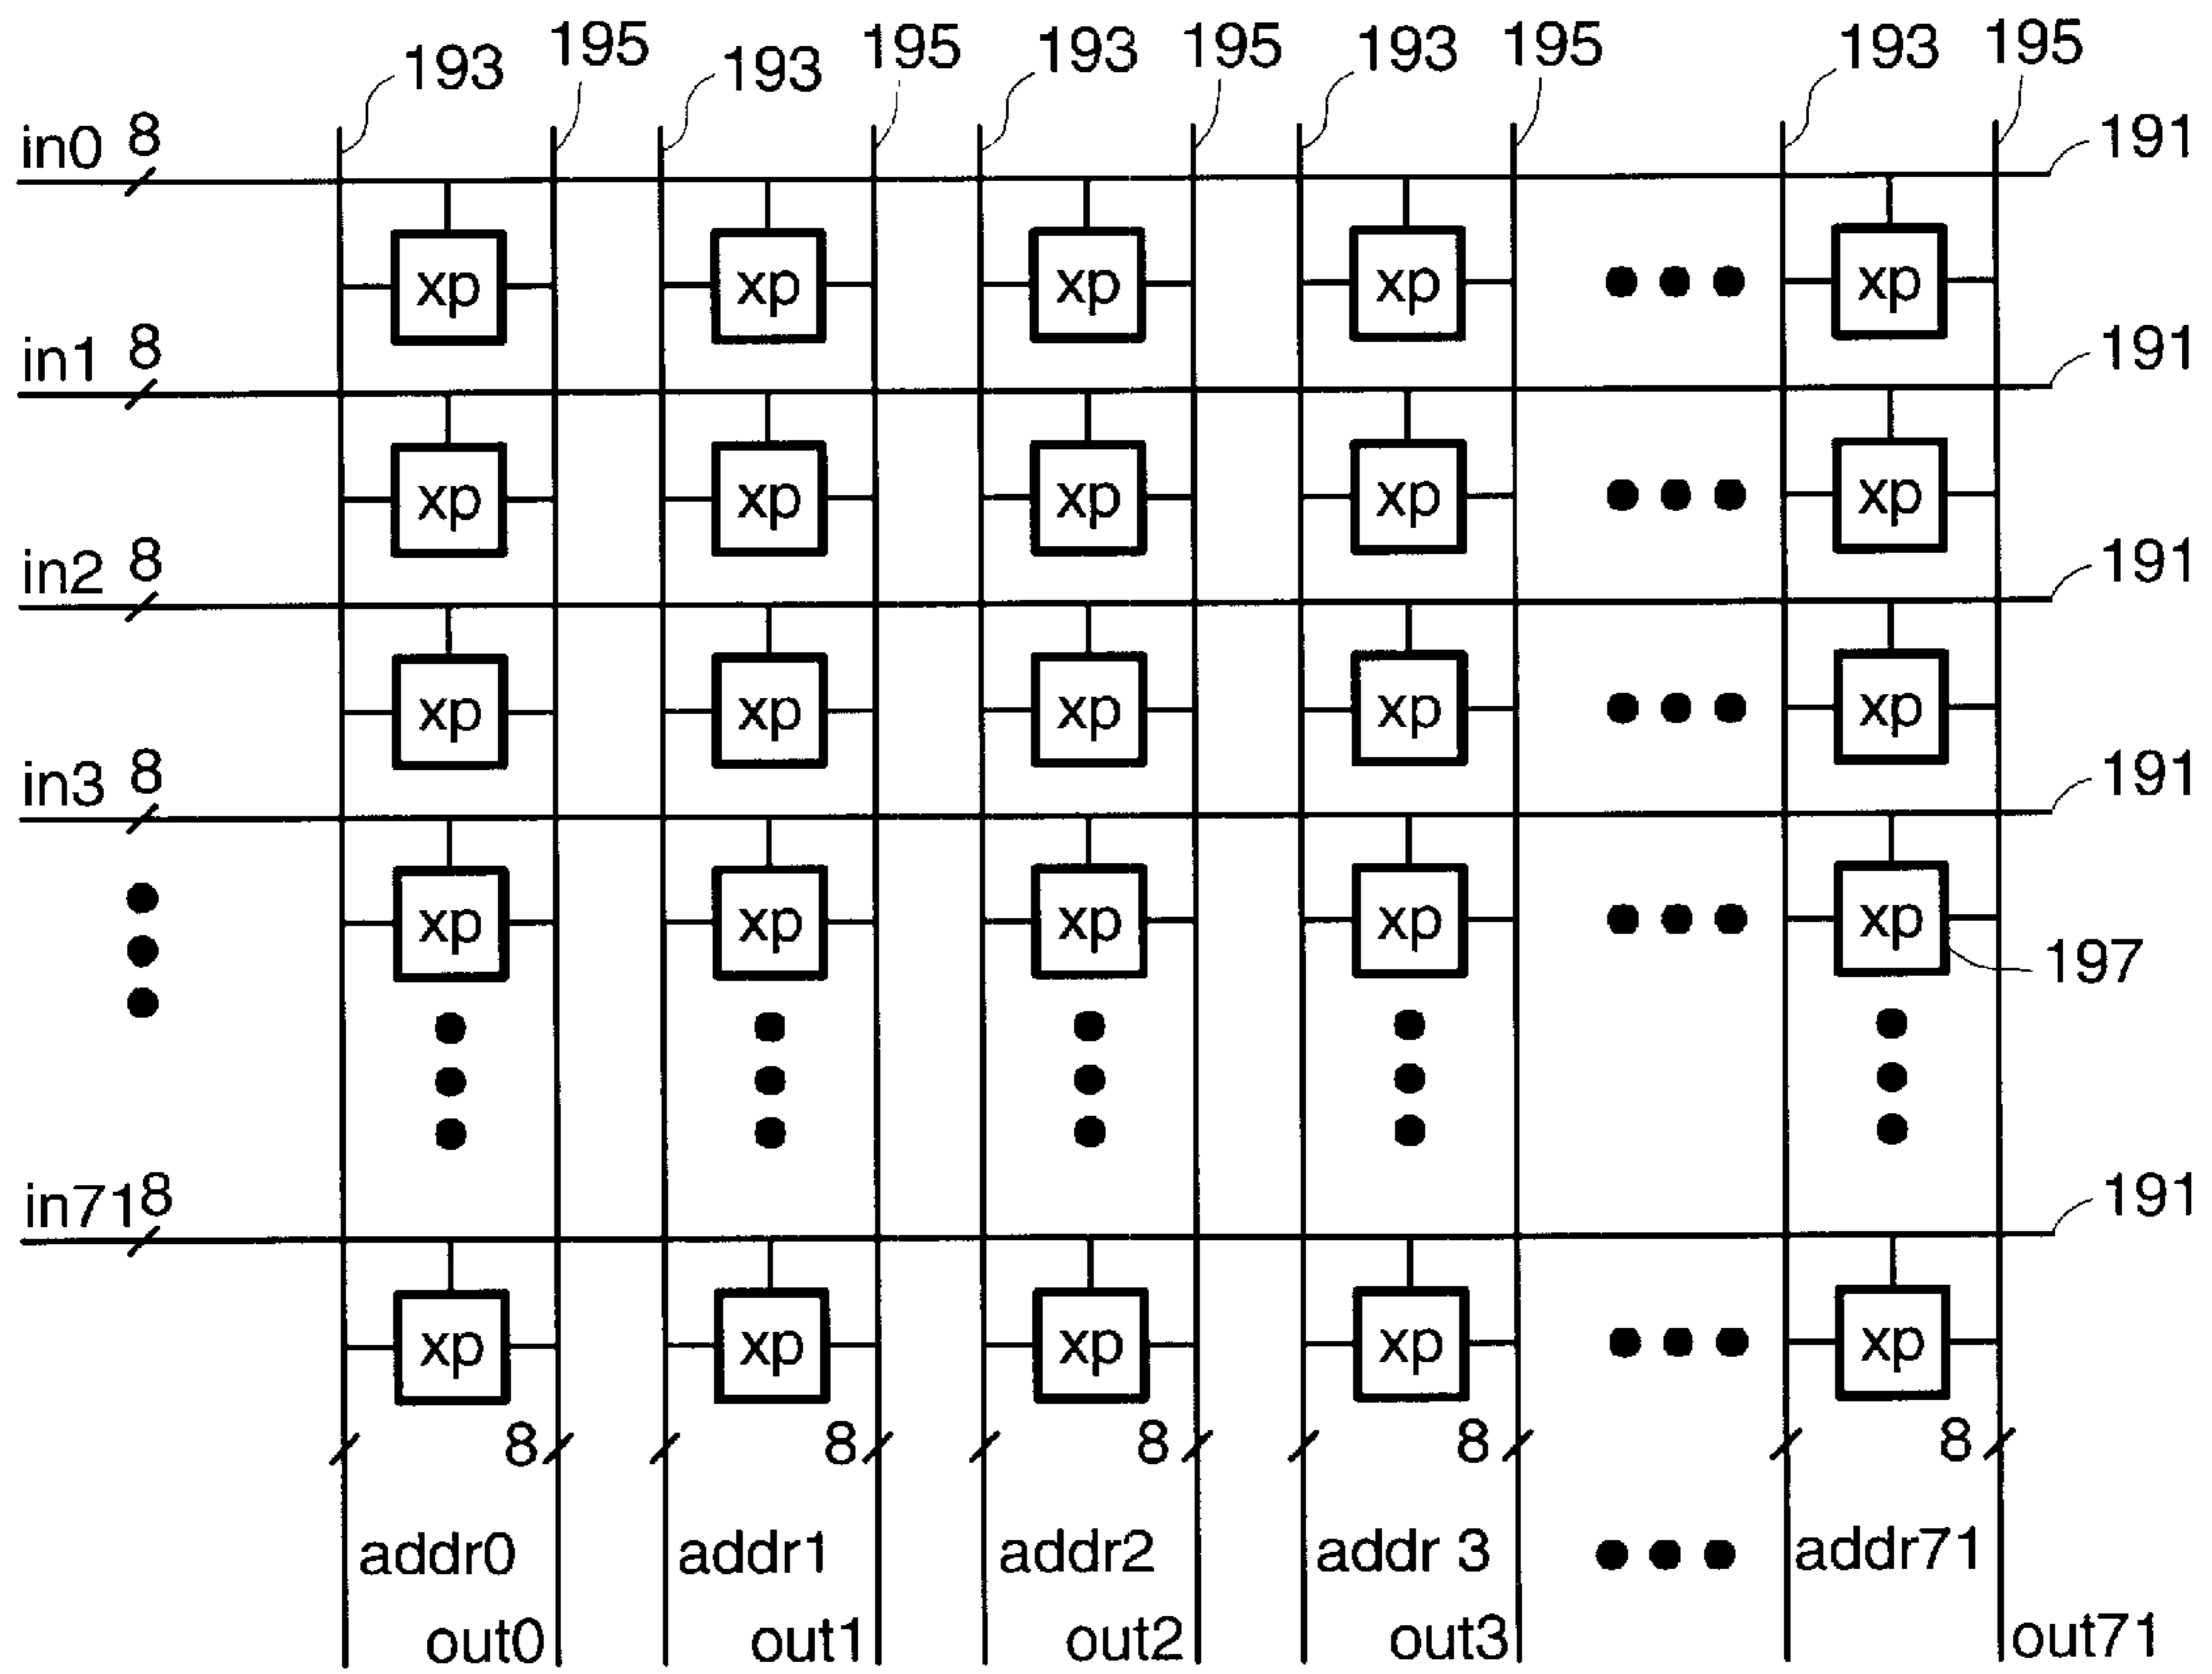 193 195 193 195 193 195 193 195 193 195
in0 8 191
xp xp xp xp xp
in1 8 191
xp xp xp xp xp
in2 8 191
xp xp xp xp xp
in3 8 191
xp xp xp xp xp
197
in71 8 191
xp xp xp xp xp
8 8 8 8 8
addr0 addr1 addr2 addr 3 addr71
out0 out1 out2 out3 out71